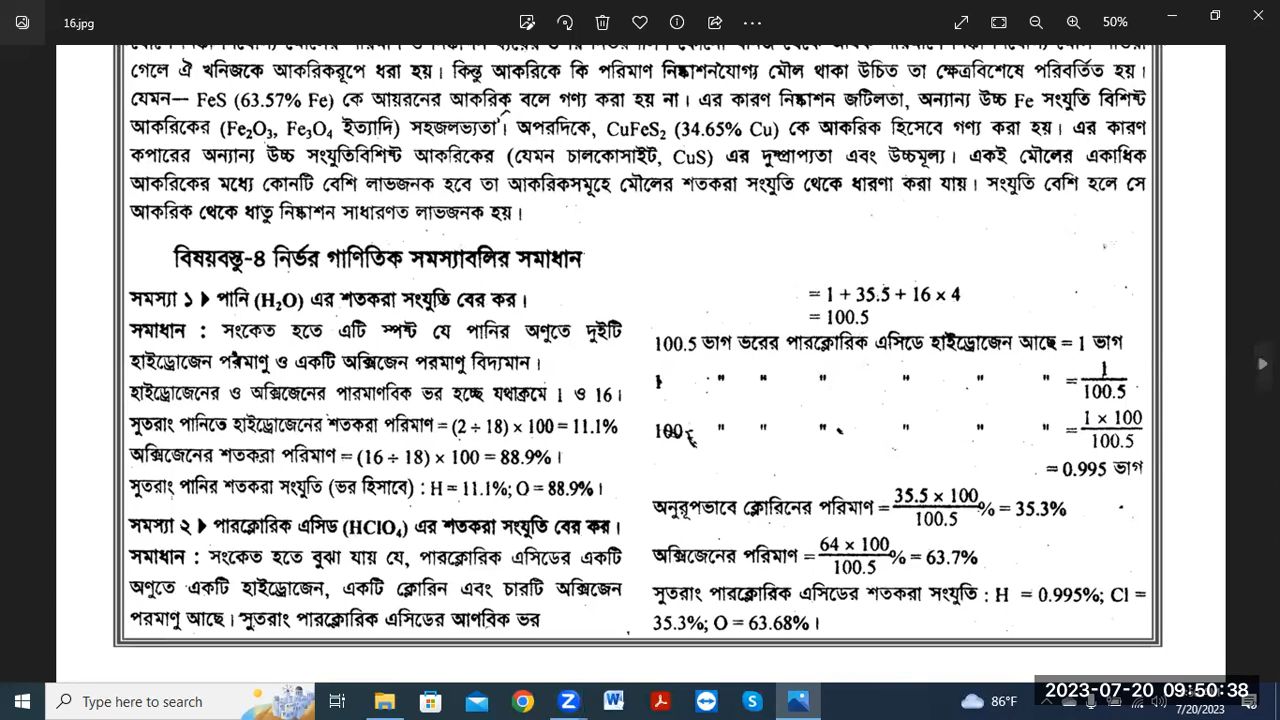 16.jpg
50%
গেলে ঐ খনিজকে আকরিকরূপে ধরা হয়। কিন্তু আকরিকে কি পরিমাণ নিষ্কাশনযোগ্য মৌল থাকা উচিত তা ক্ষেত্রবিশেষে পরিবর্তিত হয়।
যেমন— FeS (63.57% Fe) কে আয়রনের আকরিক বলে গণ্য করা হয় না। এর কারণ নিষ্কাশন জটিলতা, অন্যান্য উচ্চ Fe সংযুতি বিশিষ্ট
আকরিকের (Fe₂O₃, Fe₃O₄ ইত্যাদি) সহজলভ্যতা। অপরদিকে, CuFeS₂ (34.65% Cu) কে আকরিক হিসেবে গণ্য করা হয়। এর কারণ
কপারের অন্যান্য উচ্চ সংযুতিবিশিষ্ট আকরিকের (যেমন চালকোসাইট, CuS) এর দুষ্প্রাপ্যতা এবং উচ্চমূল্য। একই মৌলের একাধিক
আকরিকের মধ্যে কোনটি বেশি লাভজনক হবে তা আকরিকসমূহে মৌলের শতকরা সংযুতি থেকে ধারণা করা যায়। সংযুতি বেশি হলে সে
আকরিক থেকে ধাতু নিষ্কাশন সাধারণত লাভজনক হয়।
বিষয়বস্তু-৪ নির্ভর গাণিতিক সমস্যাবলির সমাধান
সমস্যা ১ ▶ পানি (H₂O) এর শতকরা সংযুতি বের কর।
সমাধান : সংকেত হতে এটি স্পষ্ট যে পানির অণুতে দুইটি
হাইড্রোজেন পরমাণু ও একটি অক্সিজেন পরমাণু বিদ্যমান।
হাইড্রোজেনের ও অক্সিজেনের পারমাণবিক ভর হচ্ছে যথাক্রমে 1 ও 16।
সুতরাং পানিতে হাইড্রোজেনের শতকরা পরিমাণ = (2 ÷ 18) × 100 = 11.1%
অক্সিজেনের শতকরা পরিমাণ = (16 ÷ 18) × 100 = 88.9%।
সুতরাং পানির শতকরা সংযুতি (ভর হিসাবে) : H = 11.1%; O = 88.9%।
সমস্যা ২ ▶ পারক্লোরিক এসিড (HClO₄) এর শতকরা সংযুতি বের কর।
সমাধান : সংকেত হতে বুঝা যায় যে, পারক্লোরিক এসিডের একটি
অণুতে একটি হাইড্রোজেন, একটি ক্লোরিন এবং চারটি অক্সিজেন
পরমাণু আছে। সুতরাং পারক্লোরিক এসিডের আণবিক ভর
= 1 + 35.5 + 16 × 4
= 100.5
100.5 ভাগ ভরের পারক্লোরিক এসিডে হাইড্রোজেন আছে = 1 ভাগ
1 " " " " " " = 1/100.5
100 " " " " " " = 1 × 100/100.5
= 0.995 ভাগ
অনুরূপভাবে ক্লোরিনের পরিমাণ = 35.5 × 100/100.5 % = 35.3%
অক্সিজেনের পরিমাণ = 64 × 100/100.5 % = 63.7%
সুতরাং পারক্লোরিক এসিডের শতকরা সংযুতি : H = 0.995%; Cl =
35.3%; O = 63.68%।
Type here to search
86°F
2023-07-20 09:50:38
7/20/2023